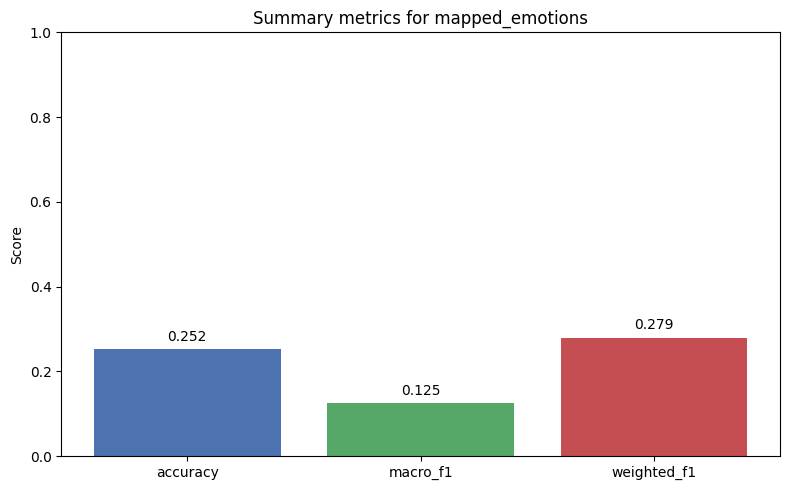 Summary metrics for mapped_emotions
1.0
0.8
0.6
0.4
0.2
0.0
Score
0.252
0.125
0.279
accuracy
macro_f1
weighted_f1